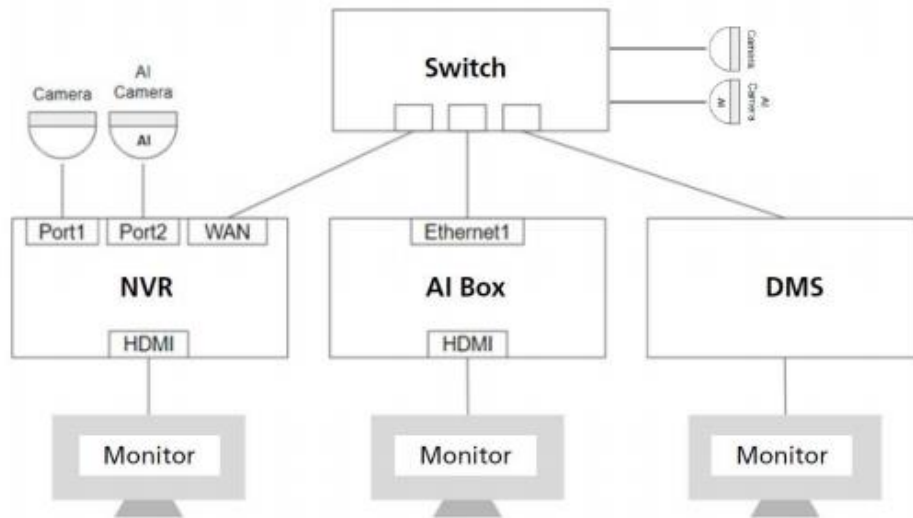 Switch
Camera
AI
Camera
AI
Camera
AI
Camera
AI
Port1 Port2 WAN
NVR
HDMI
Ethernet1
AI Box
HDMI
DMS
Monitor
Monitor
Monitor